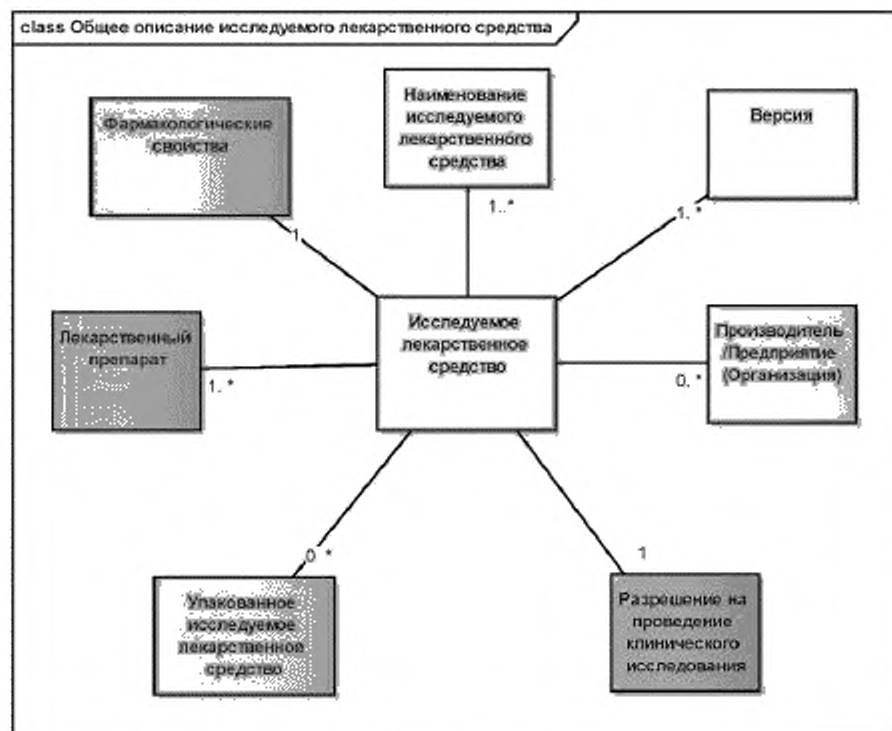 class Общее описание исследуемого лекарственного средства
Фармакологические
свойства
1
Наименование
исследуемого
лекарственного
средства
1..*
Версия
1..*
Лекарственный
препарат
1..*
Исследуемое
лекарственное
средство
Производитель
/Предприятие
(Организация)
0..*
Упакованное
исследуемое
лекарственное
средство
0..*
Разрешение на
проведение
клинического
исследования
1